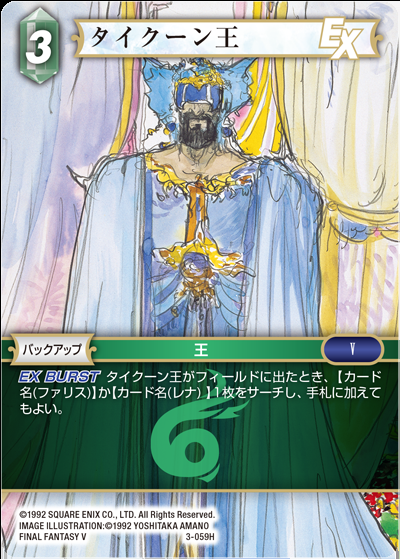 3
タイクーン王
EX
バックアップ
王
V
EX BURST タイクーン王がフィールドに出たとき、【カード
名(ファリス)】か【カード名(レナ)】1枚をサーチし、手札に加えて
もよい。
©1992 SQUARE ENIX CO., LTD. All Rights Reserved.
IMAGE ILLUSTRATION:©1992 YOSHITAKA AMANO
FINAL FANTASY V
3-059H